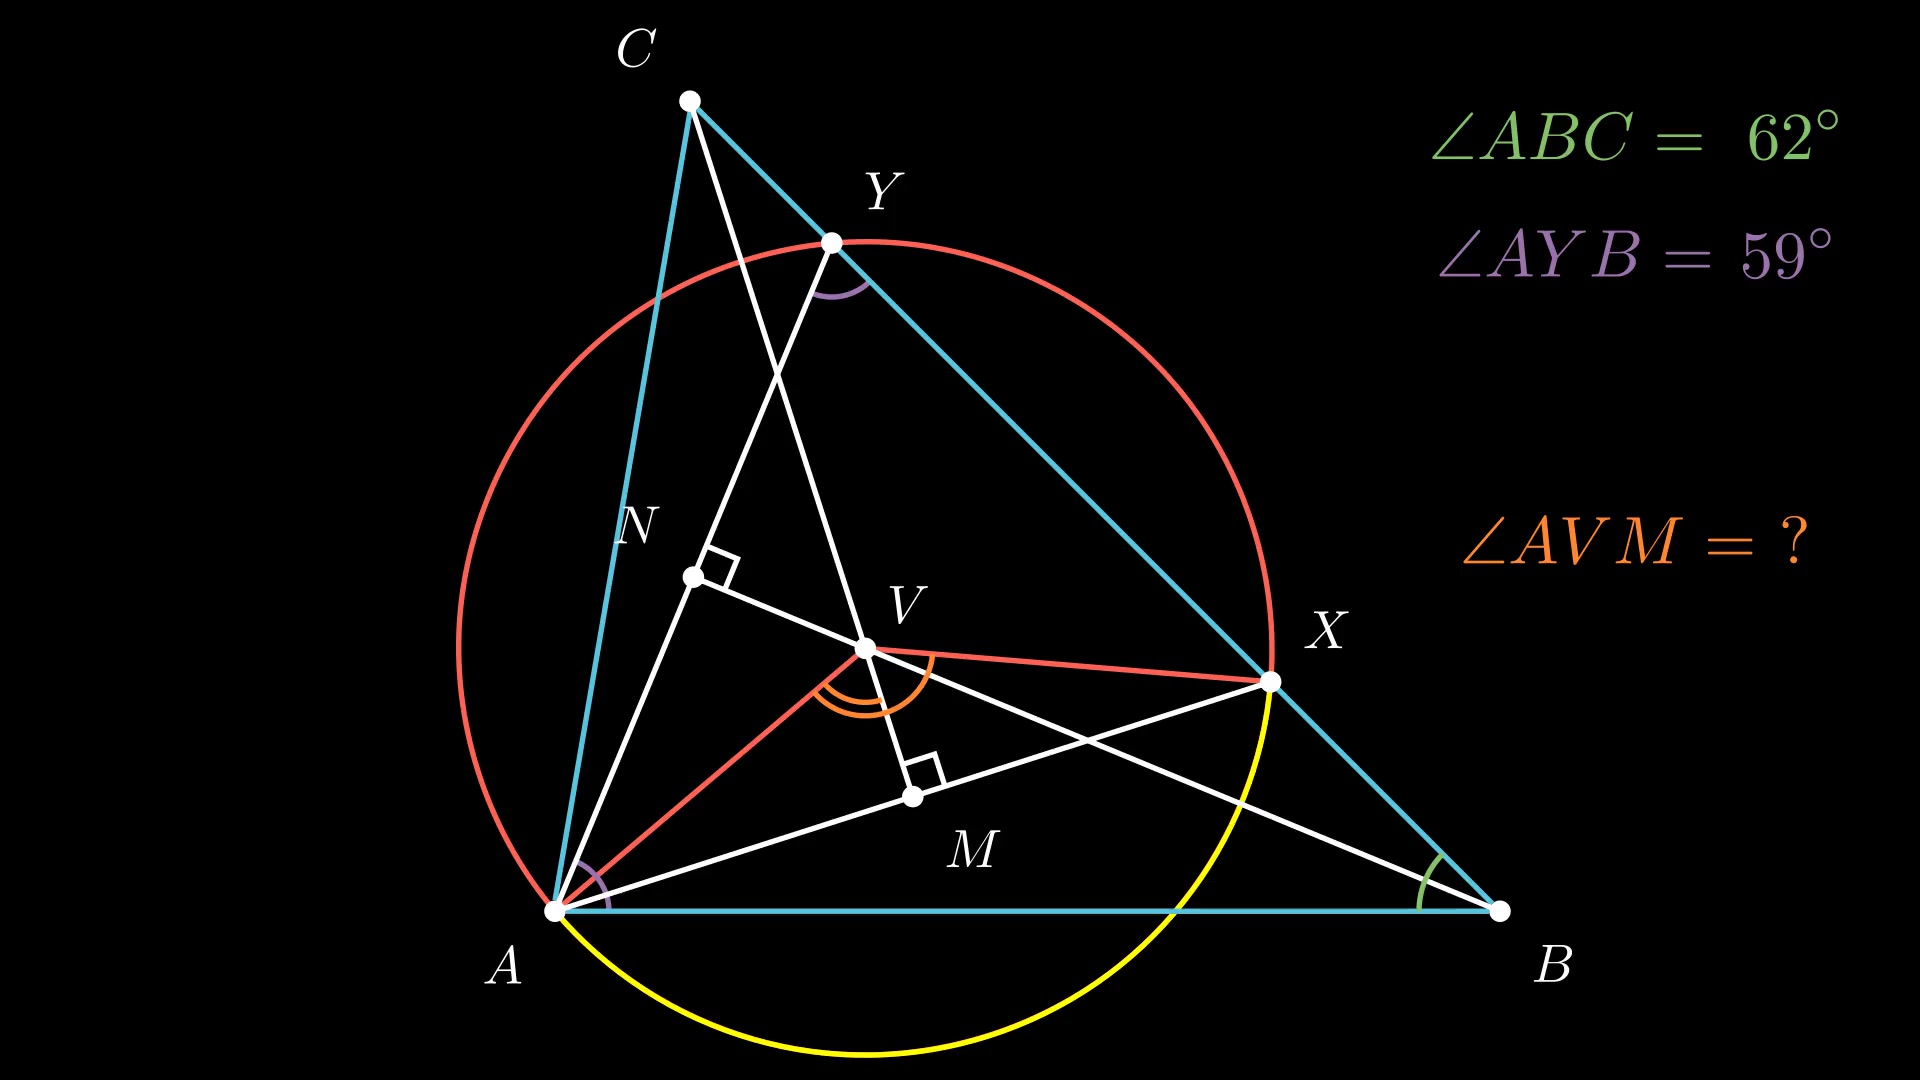 C
Y
∠ABC = 62°
∠AYB = 59°
N
∠AVM = ?
V
X
M
A
B